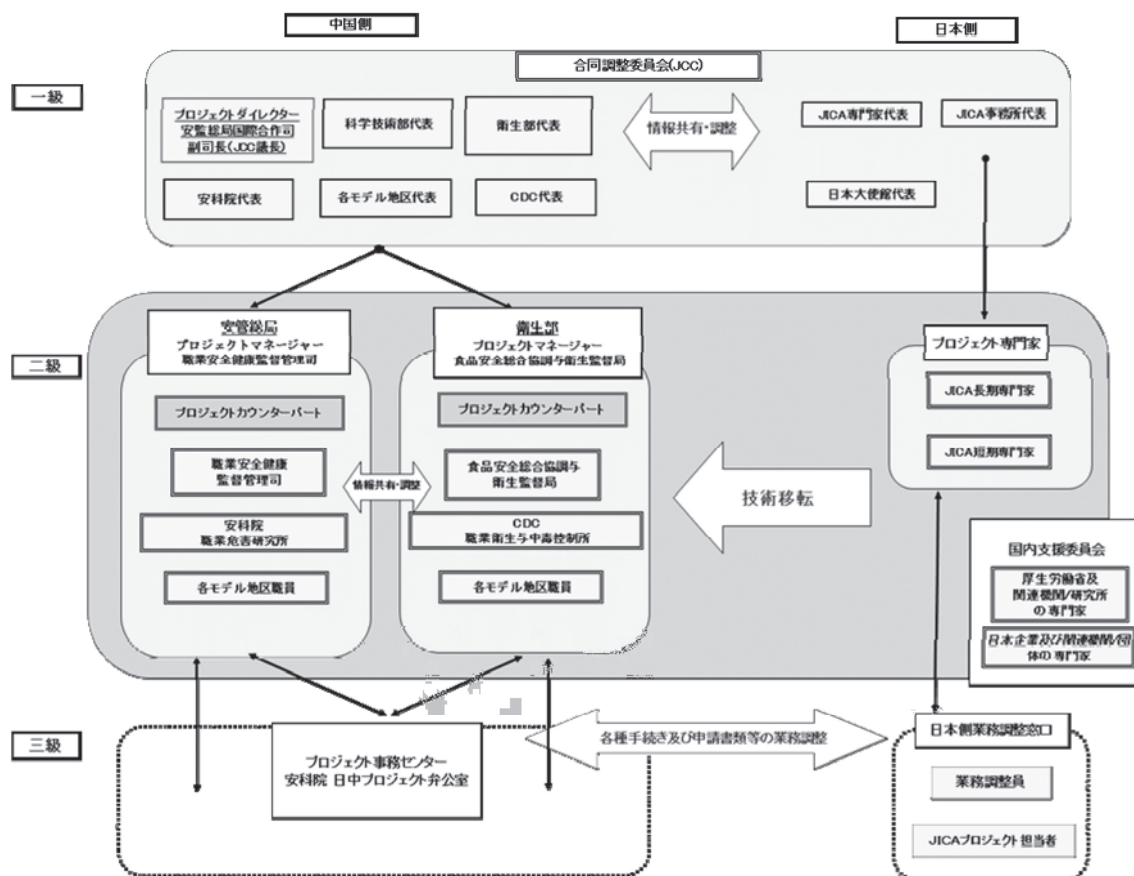 中国側
日本側
一級
合同調整委員会(JCC)
プロジェクトダイレクター
安監総局国際合作司
副司長(JCC議長)
科学技術部代表
衛生部代表
情報共有・調整
JICA専門家代表
JICA事務所代表
安科院代表
各モデル地区代表
CDC代表
日本大使館代表
二級
安管総局
プロジェクトマネージャー
職業安全健康監督管理司
衛生部
プロジェクトマネージャー
食品安全総合協調与衛生監督局
プロジェクト専門家
プロジェクトカウンターパート
プロジェクトカウンターパート
JICA長期専門家
職業安全健康
監督管理司
情報共有・調整
食品安全総合協調与
衛生監督局
JICA短期専門家
技術移転
安科院
職業危害研究所
CDC
職業衛生与中毒控制所
各モデル地区職員
各モデル地区職員
国内支援委員会
厚生労働省及
関連機関/研究所
の専門家
日本企業及び関連機関/団
体の専門家
三級
プロジェクト事務センター
安科院 日中プロジェクト弁公室
各種手続き及び申請書類等の業務調整
日本側業務調整窓口
業務調整員
JICAプロジェクト担当者